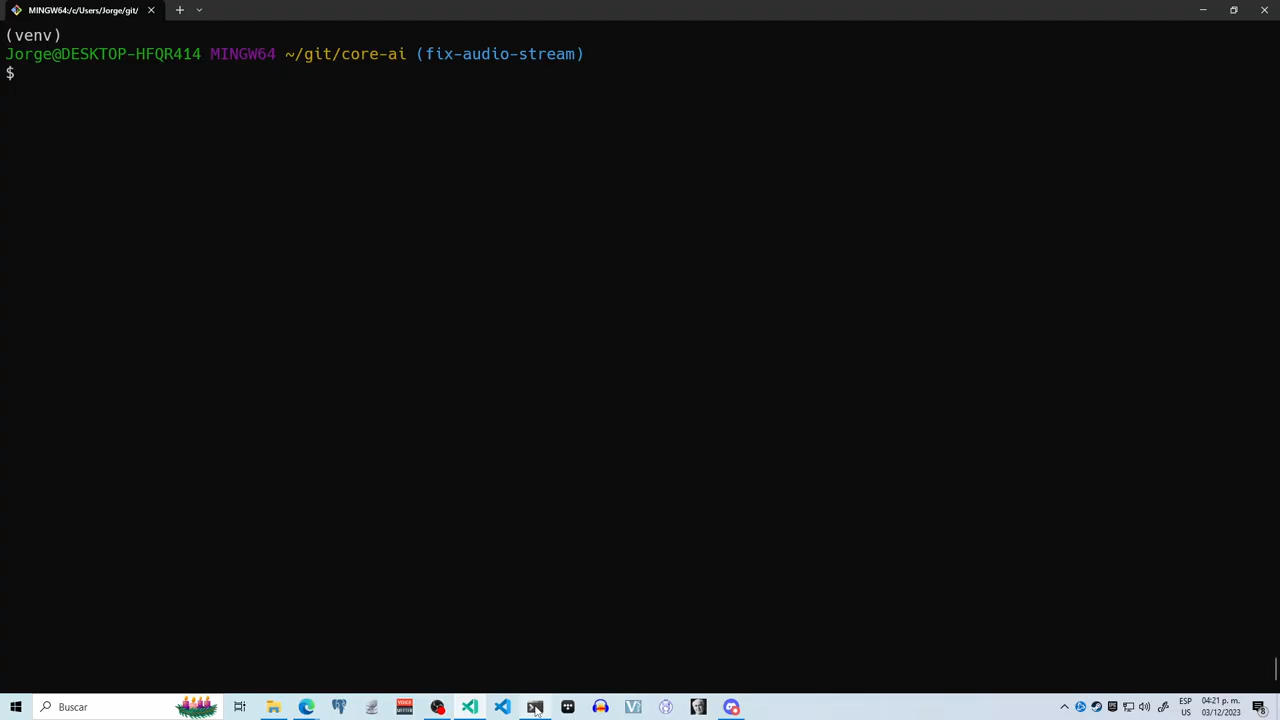 MINGW64:/c/Users/Jorge/git/
(venv)
Jorge@DESKTOP-HFQR414 MINGW64 ~/git/core-ai (fix-audio-stream)
$
Buscar
ESP
US
04:21 p. m.
03/12/2023